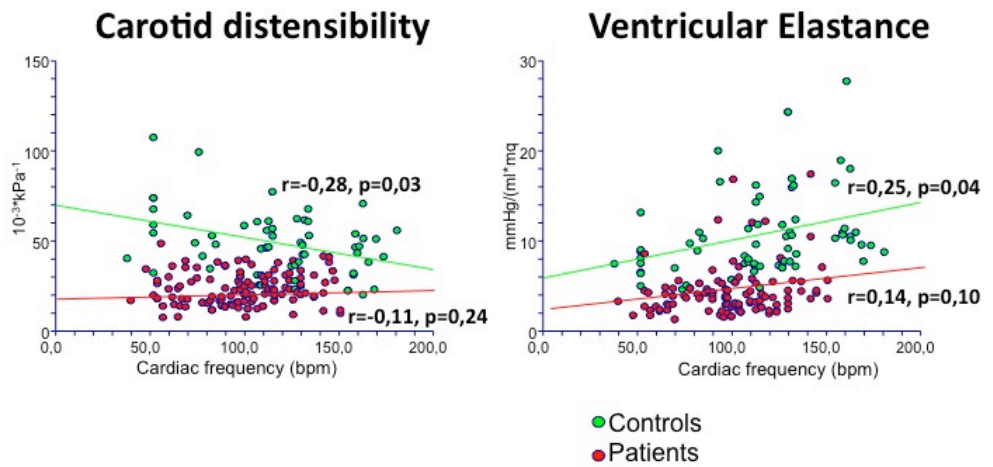 Carotid distensibility
150
100
50
0
10⁻³*kPa⁻¹
r=-0,28, p=0,03
r=-0,11, p=0,24
0,0 50,0 100,0 150,0 200,0
Cardiac frequency (bpm)
Ventricular Elastance
30
20
10
0
mmHg/(ml*mq
r=0,25, p=0,04
r=0,14, p=0,10
0,0 50,0 100,0 150,0 200,0
Cardiac frequency (bpm)
Controls
Patients